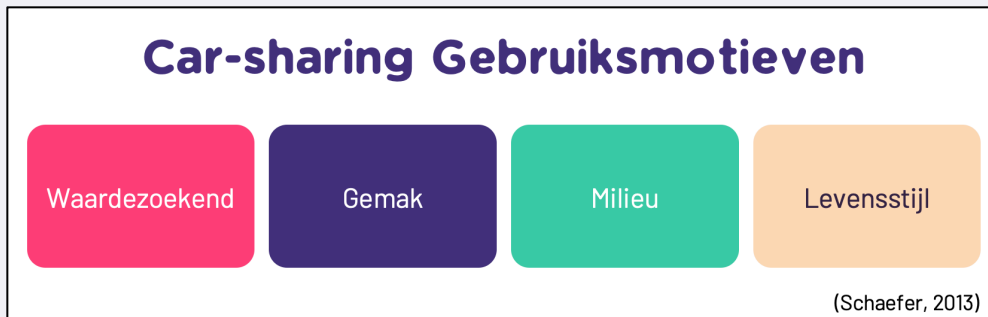 Car-sharing Gebruiksmotieven
Waardezoekend
Gemak
Milieu
Levensstijl
(Schaefer, 2013)